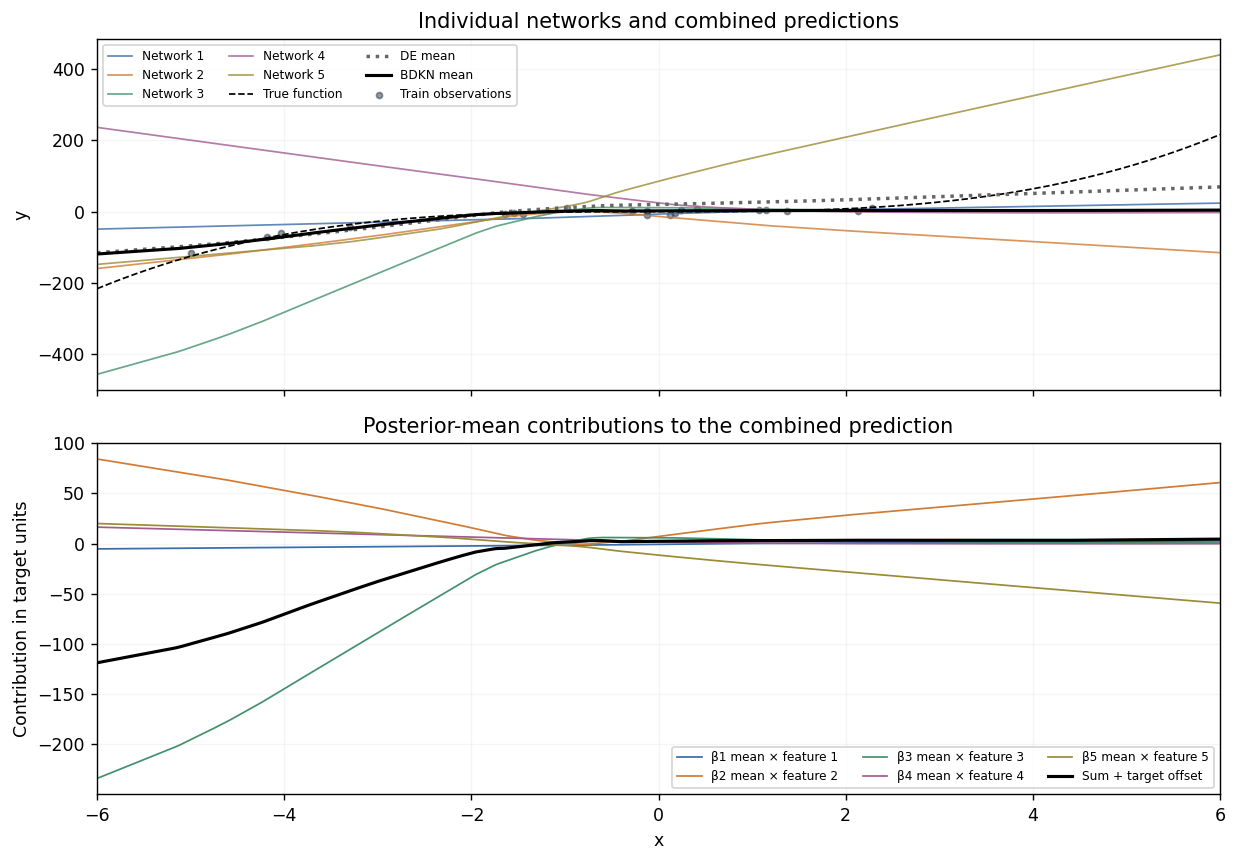 Individual networks and combined predictions
Network 1 Network 4 DE mean
Network 2 Network 5 BDKN mean
Network 3 True function Train observations
400
200
0
−200
−400
y
Posterior-mean contributions to the combined prediction
100
50
0
−50
−100
−150
−200
Contribution in target units
β1 mean × feature 1 β3 mean × feature 3 β5 mean × feature 5
β2 mean × feature 2 β4 mean × feature 4 Sum + target offset
−6 −4 −2 0 2 4 6
x